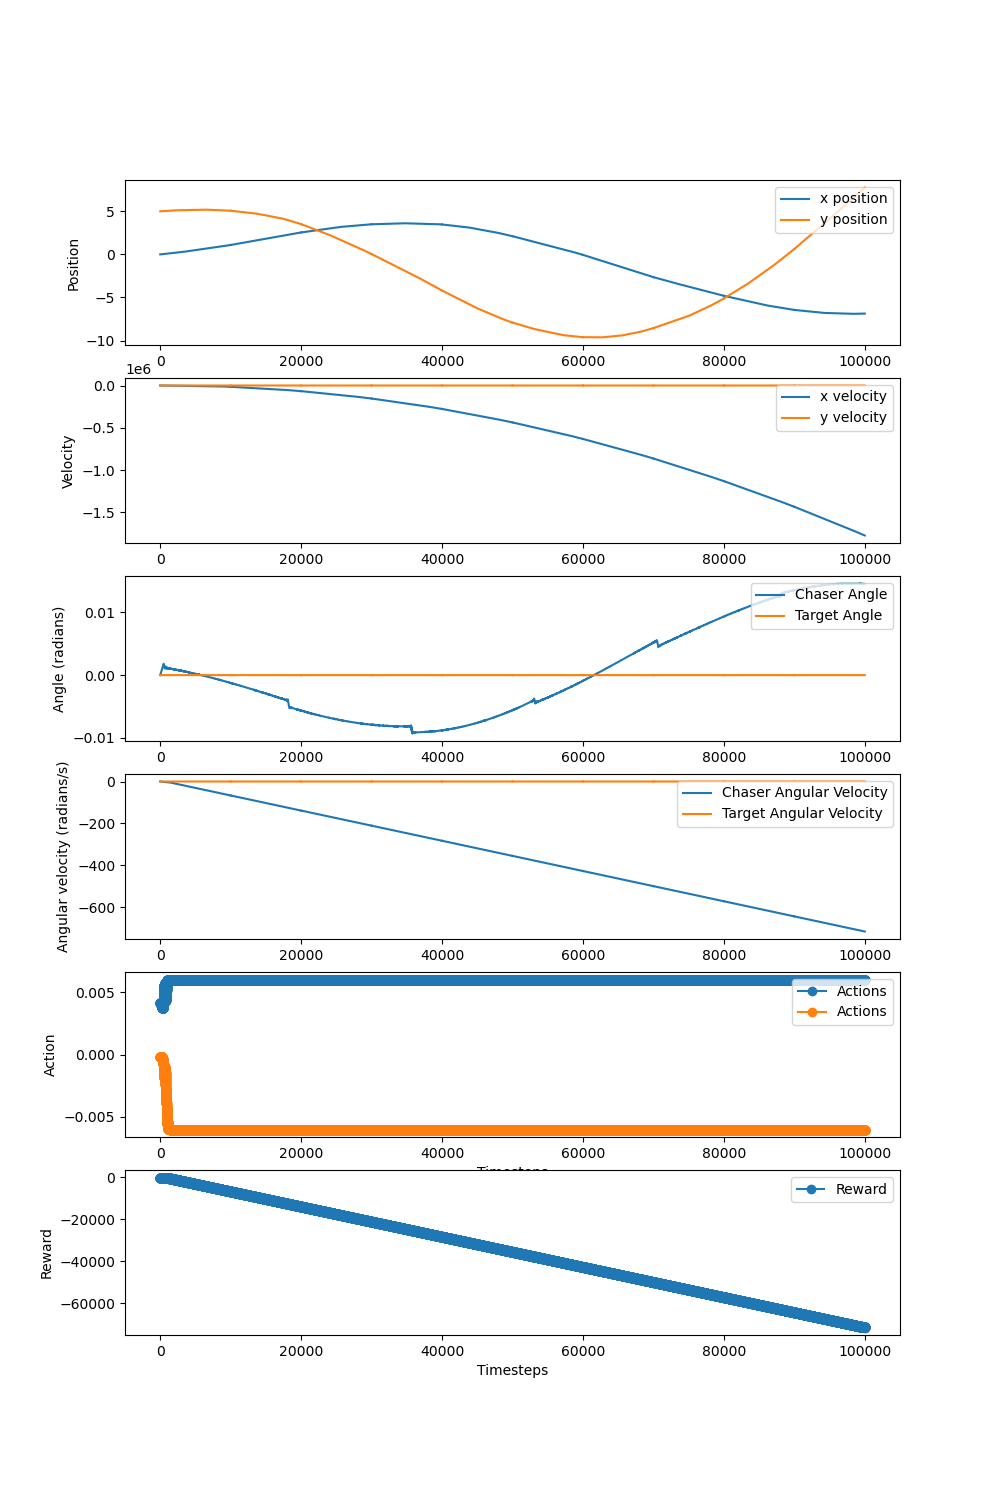 5
0
−5
−10
Position
x position
y position
0
20000
40000
60000
80000
100000
1e6
0.0
−0.5
−1.0
−1.5
Velocity
x velocity
y velocity
0
20000
40000
60000
80000
100000
0.01
0.00
−0.01
Angle (radians)
Chaser Angle
Target Angle
0
20000
40000
60000
80000
100000
0
−200
−400
−600
Angular velocity (radians/s)
Chaser Angular Velocity
Target Angular Velocity
0
20000
40000
60000
80000
100000
0.005
0.000
−0.005
Action
Actions
Actions
0
20000
40000
60000
80000
100000
Timesteps
0
−20000
−40000
−60000
Reward
Reward
0
20000
40000
60000
80000
100000
Timesteps